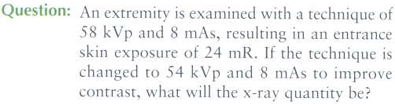 Question: An extremity is examined with a technique of
58 kVp and 8 mAs, resulting in an entrance
skin exposure of 24 mR. If the technique is
changed to 54 kVp and 8 mAs to improve
contrast, what will the x-ray quantity be?